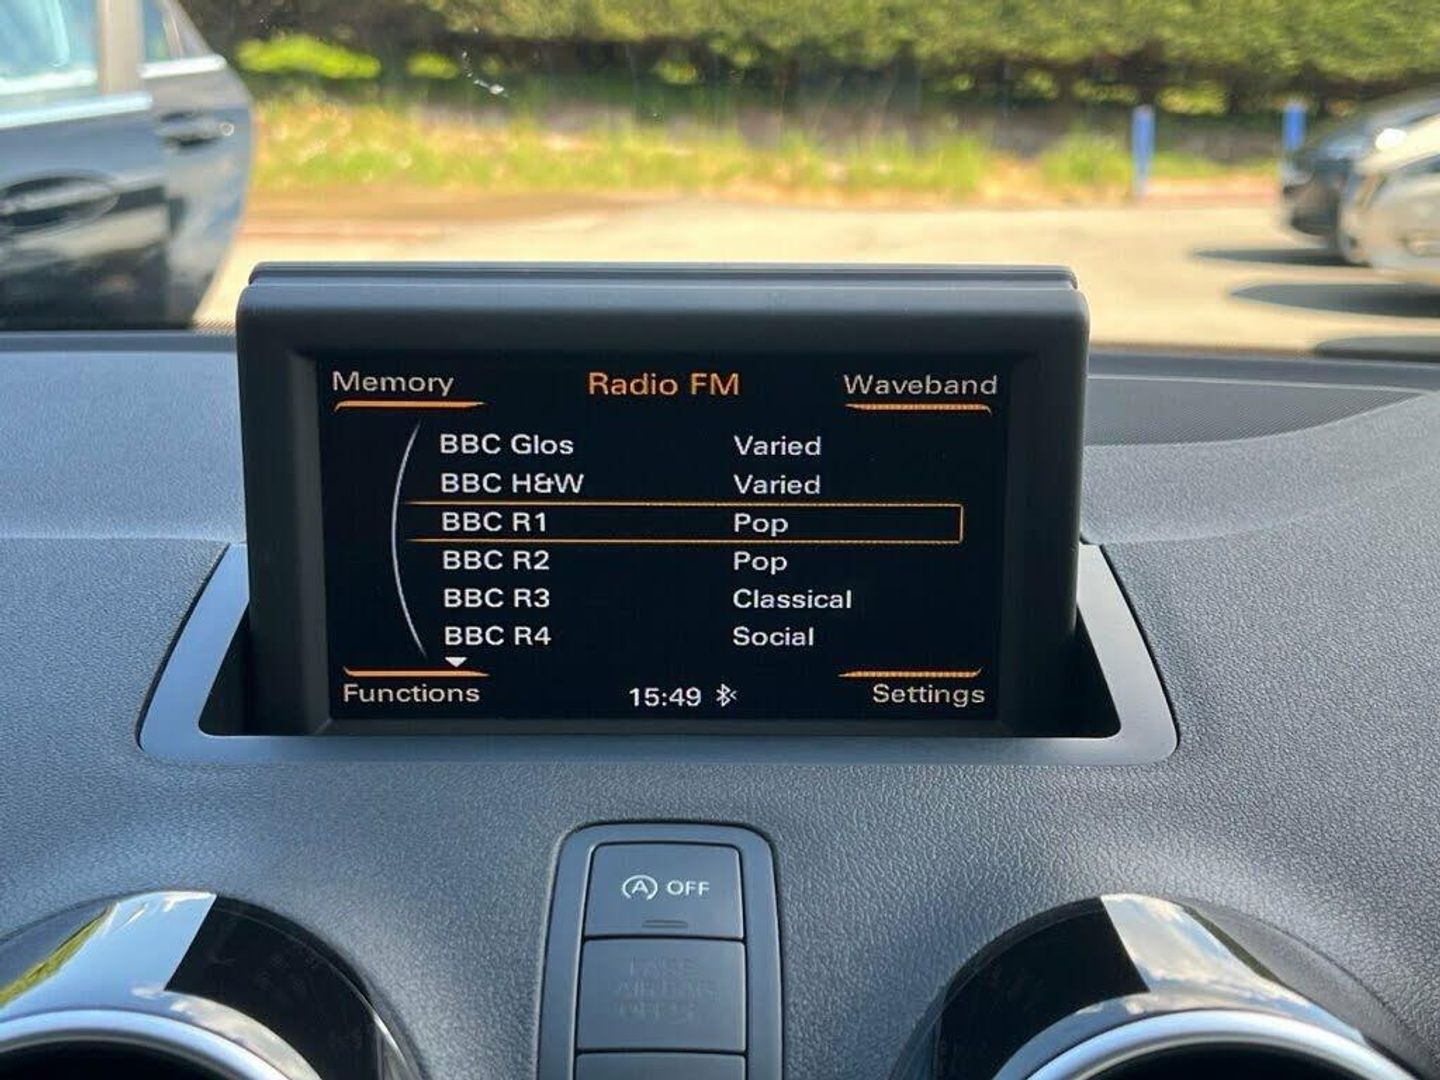 Memory Radio FM Waveband
BBC Glos Varied
BBC H&W Varied
BBC R1 Pop
BBC R2 Pop
BBC R3 Classical
BBC R4 Social
Functions 15:49 Settings
A OFF